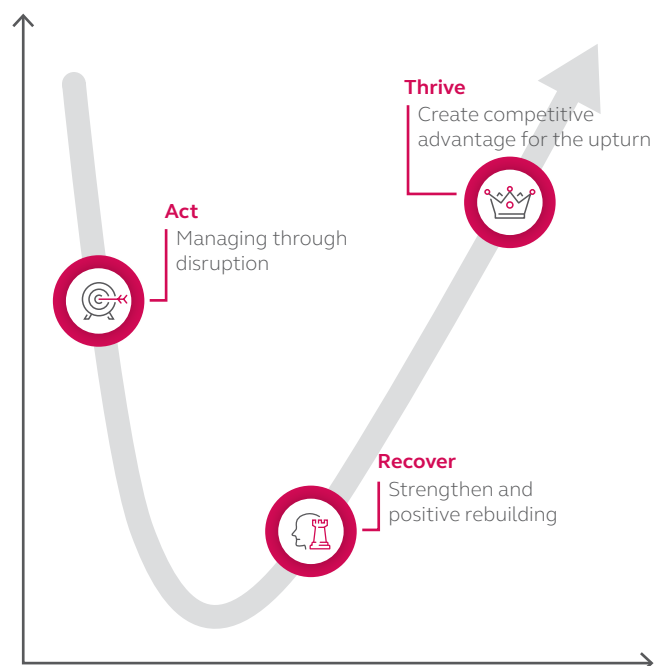 Thrive
Create competitive
advantage for the upturn
Act
Managing through
disruption
Recover
Strengthen and
positive rebuilding